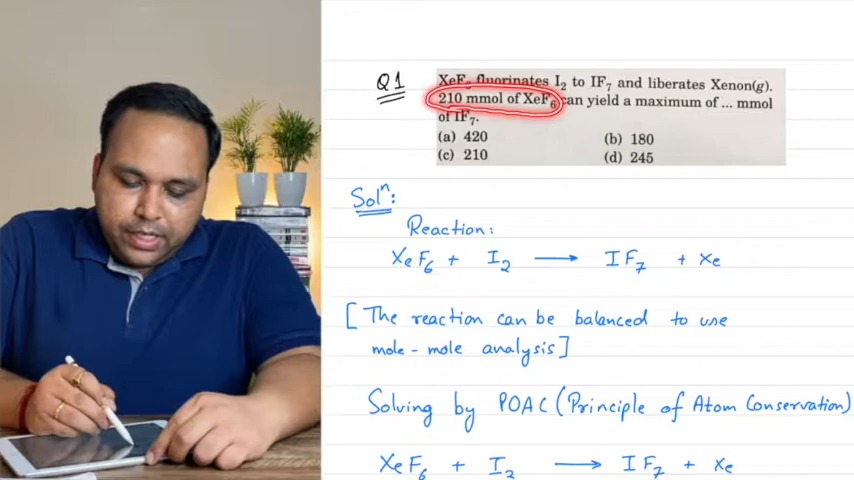 Q1
XeF6 fluorinates I2 to IF7 and liberates Xenon(g).
210 mmol of XeF6 can yield a maximum of ... mmol
of IF7.
(a) 420 (b) 180
(c) 210 (d) 245
Solⁿ:
Reaction:
XeF6 + I2 → IF7 + Xe
[The reaction can be balanced to use
mole-mole analysis]
Solving by POAC (Principle of Atom Conservation)
XeF6 + I2 → IF7 + Xe